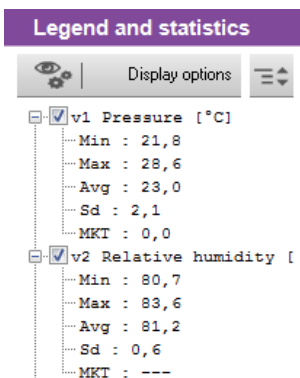 Legend and statistics
Display options
v1 Pressure [°C]
Min : 21,8
Max : 28,6
Avg : 23,0
Sd : 2,1
MKT : 0,0
v2 Relative humidity [
Min : 80,7
Max : 83,6
Avg : 81,2
Sd : 0,6
MKT : ---